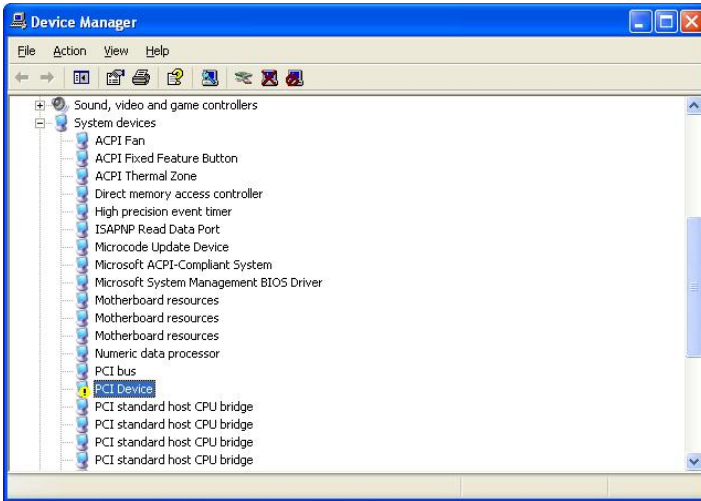 Device Manager
File Action View Help
Sound, video and game controllers
System devices
ACPI Fan
ACPI Fixed Feature Button
ACPI Thermal Zone
Direct memory access controller
High precision event timer
ISAPNP Read Data Port
Microcode Update Device
Microsoft ACPI-Compliant System
Microsoft System Management BIOS Driver
Motherboard resources
Motherboard resources
Motherboard resources
Numeric data processor
PCI bus
PCI Device
PCI standard host CPU bridge
PCI standard host CPU bridge
PCI standard host CPU bridge
PCI standard host CPU bridge